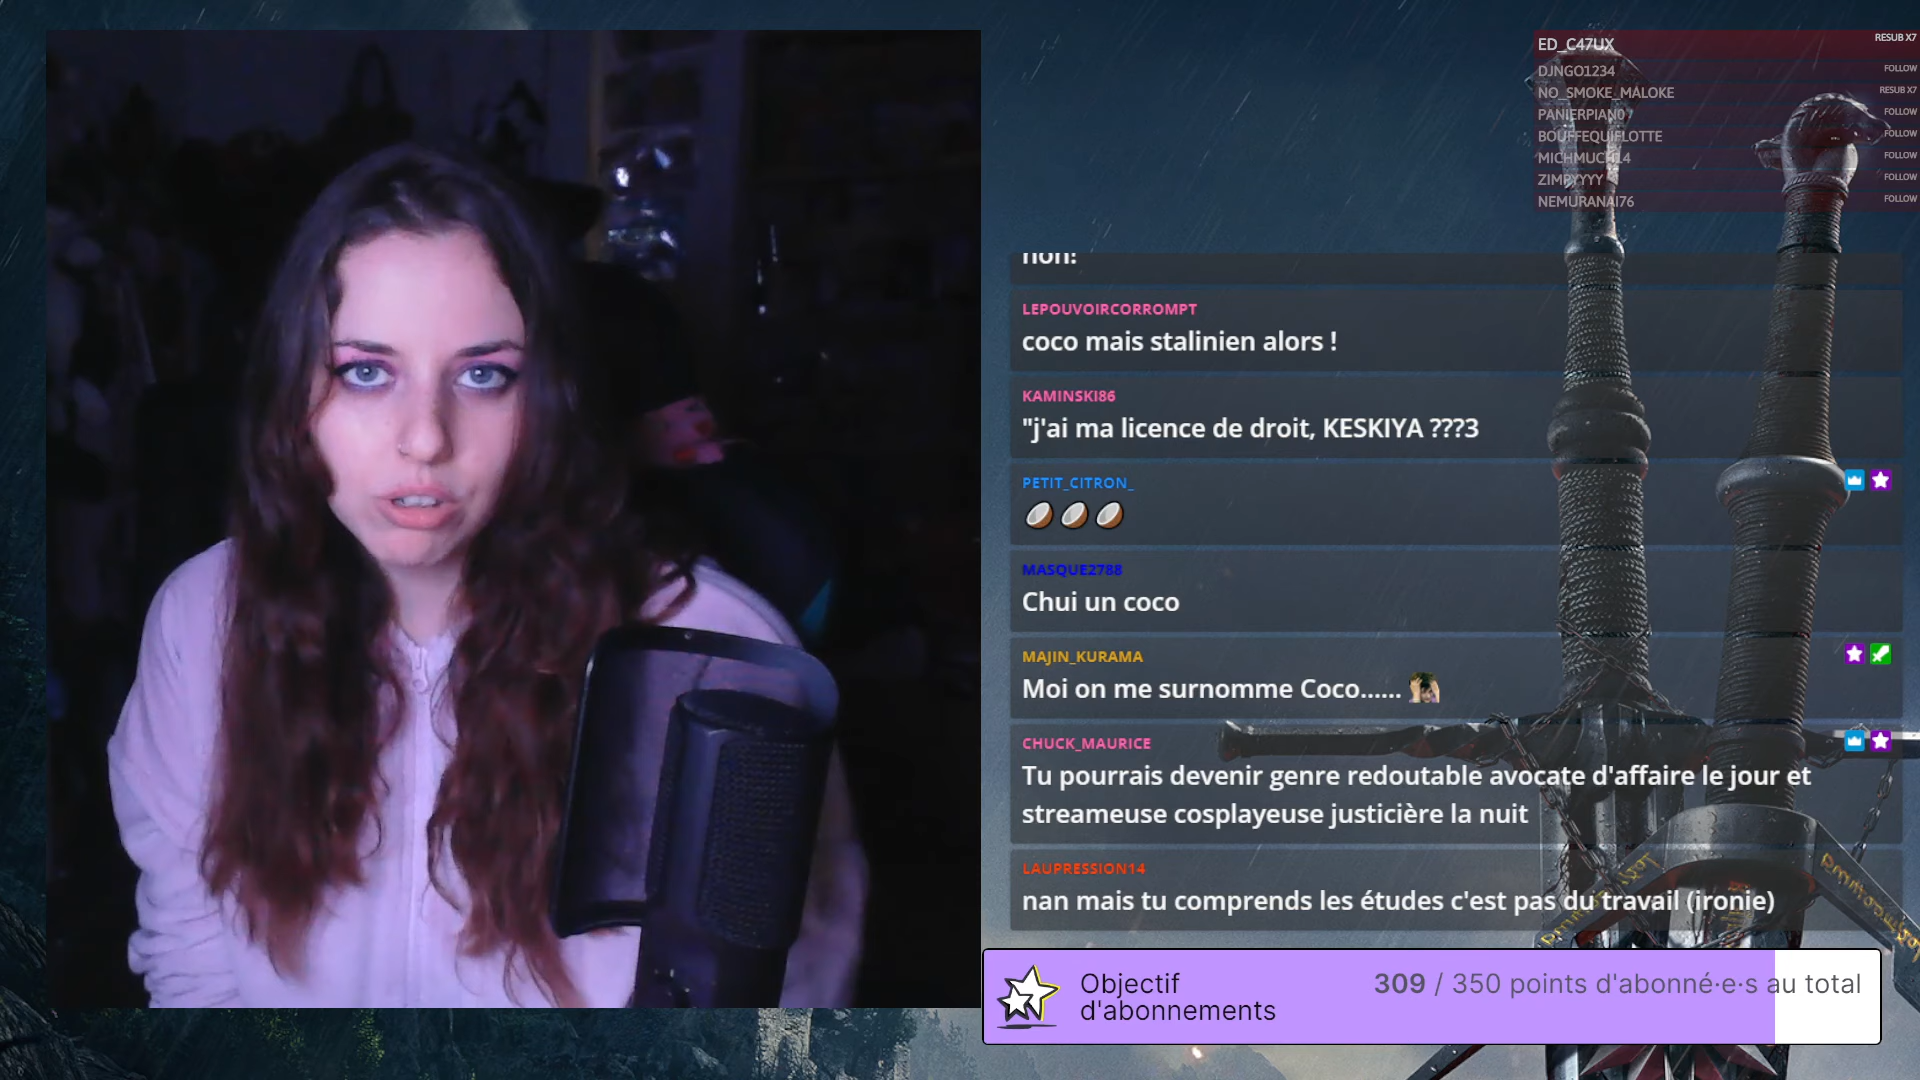 ED_C47UX RESUB X7
DJNGO1234 FOLLOW
NO_SMOKE_MALOKE RESUB X7
PANIERPIANO7 FOLLOW
BOUFFEQUIFLOTTE FOLLOW
MICHMUCH14 FOLLOW
FOLLOW
NEMURANAI76 FOLLOW
non!
LEPOUVOIRCORROMPT
coco mais stalinien alors !
KAMINSKI86
"j'ai ma licence de droit, KESKIYA ???3
PETIT_CITRON_
MASQUE2788
Chui un coco
MAJIN_KURAMA
Moi on me surnomme Coco......
CHUCK_MAURICE
Tu pourrais devenir genre redoutable avocate d'affaire le jour et
streameuse cosplayeuse justicière la nuit
LAUPRESSION14
nan mais tu comprends les études c'est pas du travail (ironie)
Objectif
d'abonnements
309 / 350 points d'abonné·e·s au total